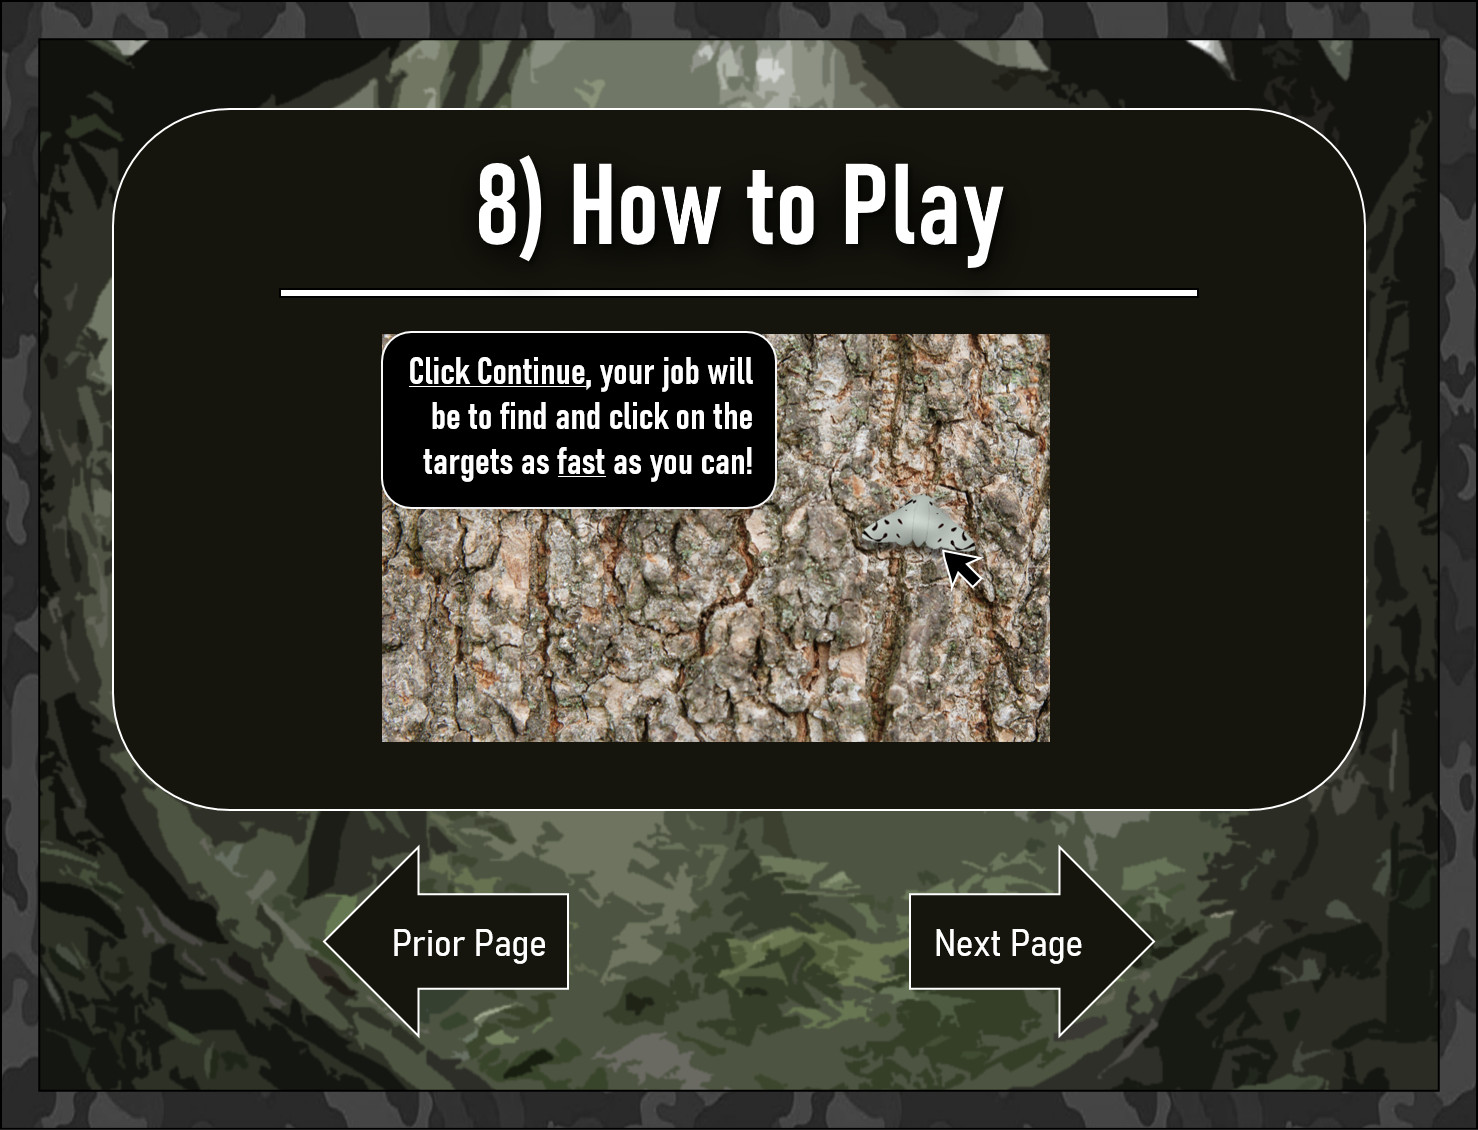 8) How to Play
Click Continue, your job will
be to find and click on the
targets as fast as you can!
Prior Page
Next Page